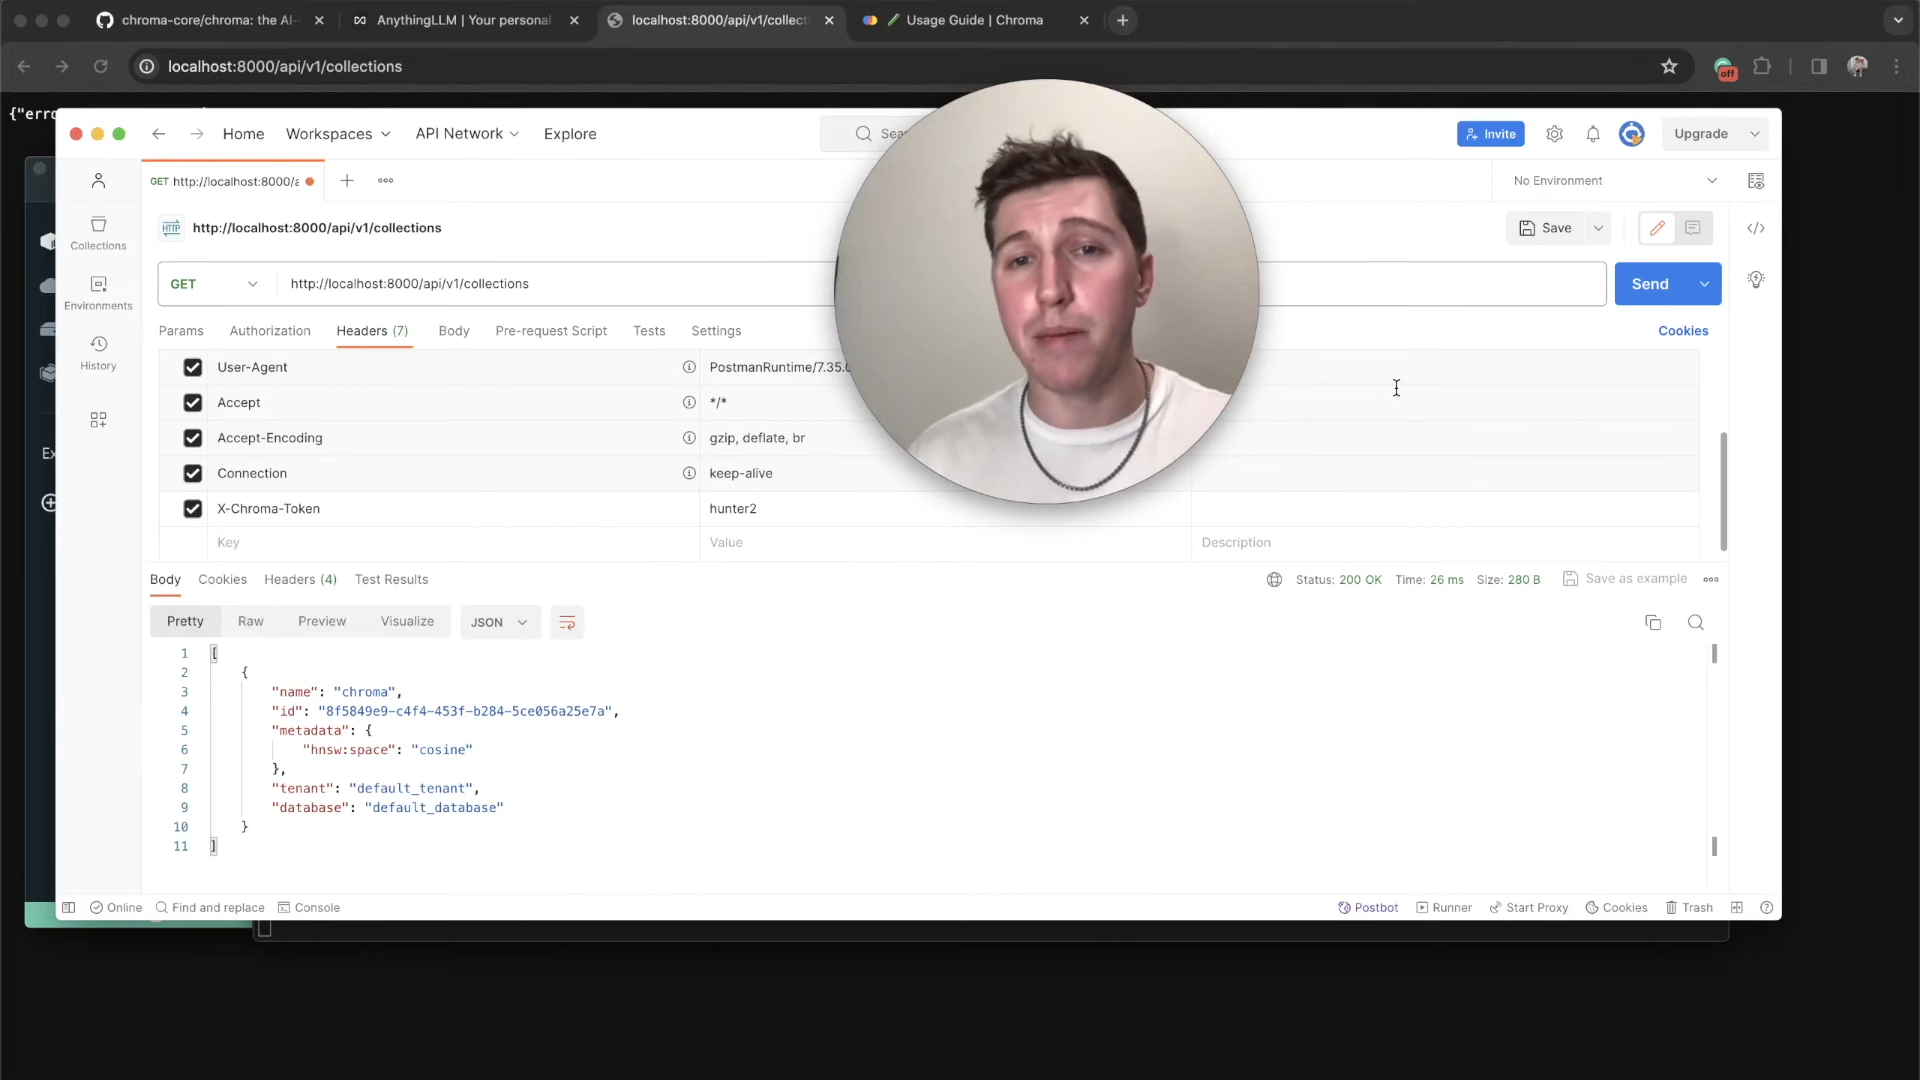 chroma-core/chroma: the AI-
AnythingLLM | Your personal
localhost:8000/api/v1/collecti
Usage Guide | Chroma
localhost:8000/api/v1/collections
off
{"erro
Home
Workspaces
API Network
Explore
Sear
Invite
Upgrade
GET http://localhost:8000/a
No Environment
HTTP
http://localhost:8000/api/v1/collections
Save
Collections
GET
http://localhost:8000/api/v1/collections
Send
Environments
Params
Authorization
Headers (7)
Body
Pre-request Script
Tests
Settings
Cookies
History
User-Agent
PostmanRuntime/7.35.0
Accept
*/*
Accept-Encoding
gzip, deflate, br
Ex
Connection
keep-alive
X-Chroma-Token
hunter2
Key
Value
Description
Body
Cookies
Headers (4)
Test Results
Status: 200 OK
Time: 26 ms
Size: 280 B
Save as example
Pretty
Raw
Preview
Visualize
JSON
1 [
2 {
3 "name": "chroma",
4 "id": "8f5849e9-c4f4-453f-b284-5ce056a25e7a",
5 "metadata": {
6 "hnsw:space": "cosine"
7 },
8 "tenant": "default_tenant",
9 "database": "default_database"
10 }
11 ]
Online
Find and replace
Console
Postbot
Runner
Start Proxy
Cookies
Trash